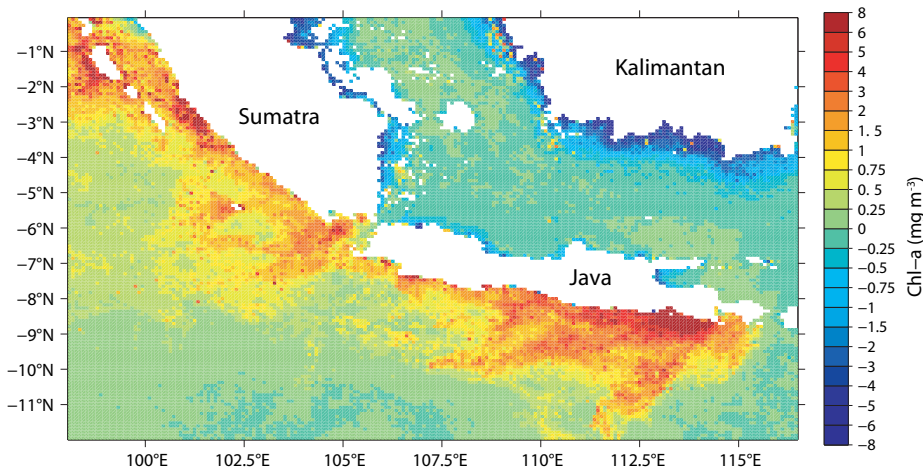 −1°N
−2°N
−3°N
−4°N
−5°N
−6°N
−7°N
−8°N
−9°N
−10°N
−11°N
Sumatra
Kalimantan
Java
100°E
102.5°E
105°E
107.5°E
110°E
112.5°E
115°E
8
6
5
4
3
2
1.5
1
0.75
0.5
0.25
0
−0.25
−0.5
−0.75
−1
−1.5
−2
−3
−4
−5
−6
−8
Chl−a (mg m⁻³)